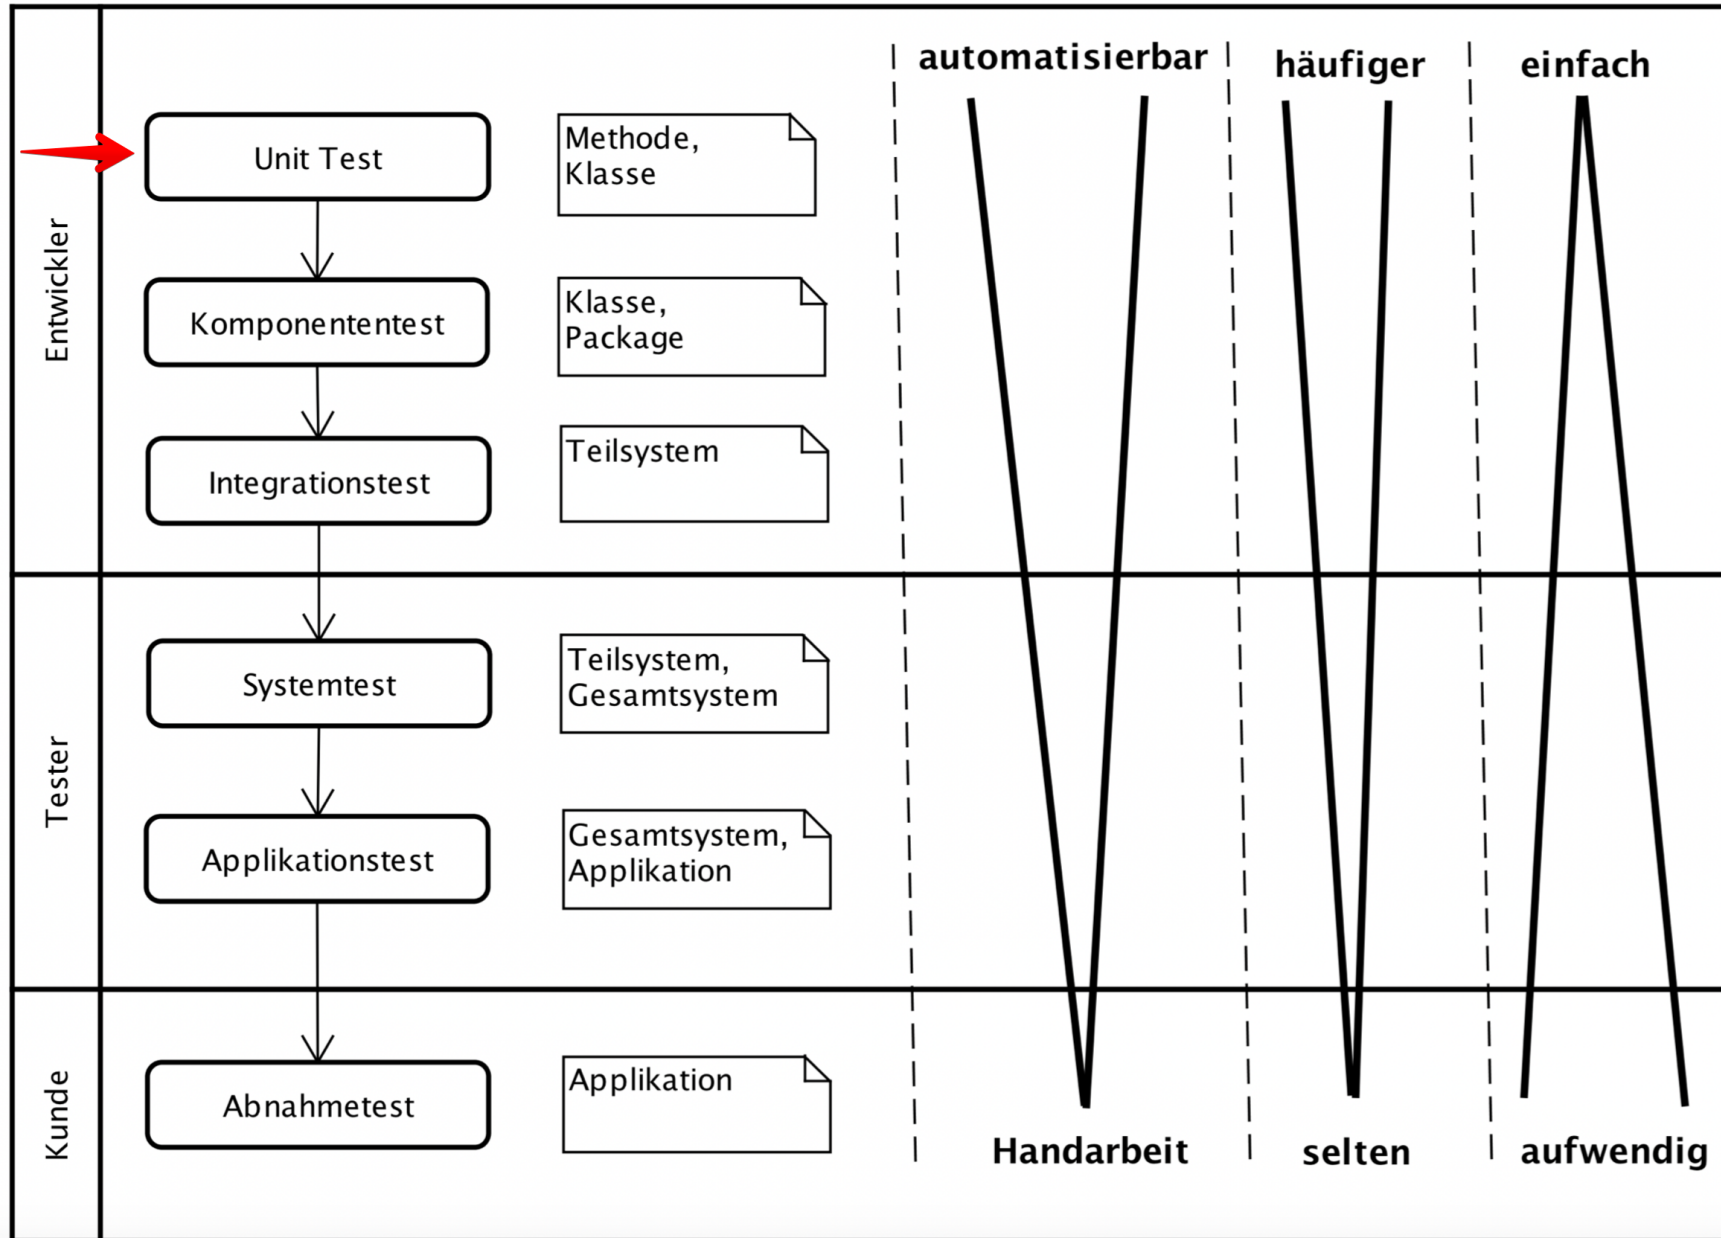 automatisierbar
häufiger
einfach
Entwickler
Unit Test
Methode,
Klasse
Komponententest
Klasse,
Package
Integrationstest
Teilsystem
Tester
Systemtest
Teilsystem,
Gesamtsystem
Applikationstest
Gesamtsystem,
Applikation
Kunde
Abnahmetest
Applikation
Handarbeit
selten
aufwendig